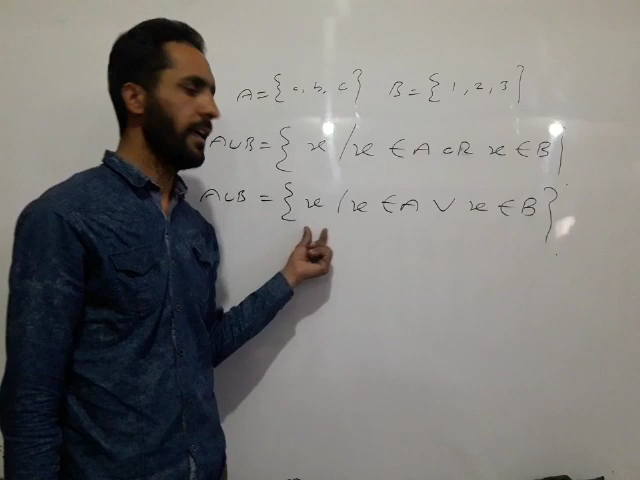 A = {a, b, c} B = {1, 2, 3}
A∪B = { x / x ∈ A OR x ∈ B }
A∪B = { x / x ∈ A ∨ x ∈ B }